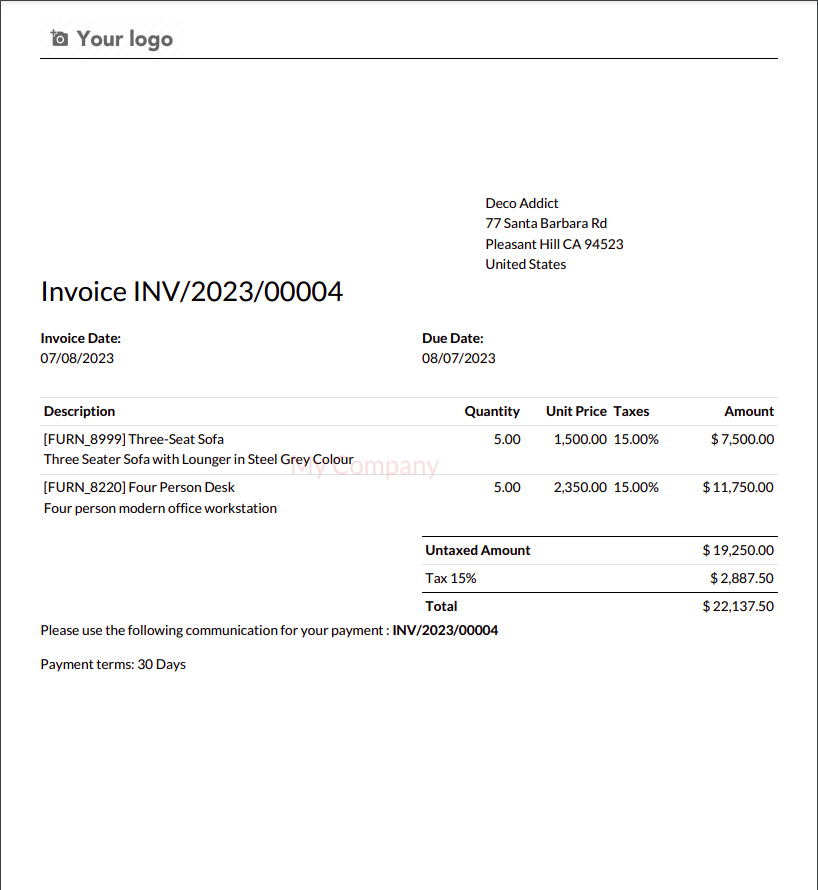 Your logo
Deco Addict
77 Santa Barbara Rd
Pleasant Hill CA 94523
United States
Invoice INV/2023/00004
Invoice Date: Due Date:
07/08/2023 08/07/2023
Description Quantity Unit Price Taxes Amount
[FURN_8999] Three-Seat Sofa 5.00 1,500.00 15.00% $ 7,500.00
Three Seater Sofa with Lounger in Steel Grey Colour
My Company
[FURN_8220] Four Person Desk 5.00 2,350.00 15.00% $ 11,750.00
Four person modern office workstation
Untaxed Amount $ 19,250.00
Tax 15% $ 2,887.50
Total $ 22,137.50
Please use the following communication for your payment : INV/2023/00004
Payment terms: 30 Days